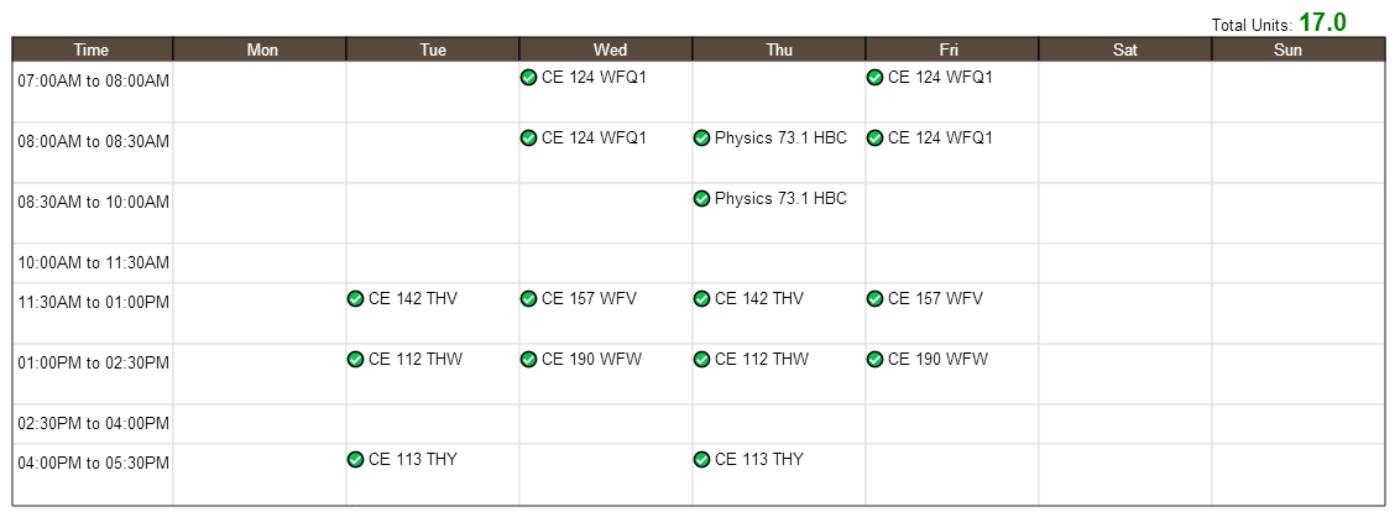 Total Units: 17.0
Time Mon Tue Wed Thu Fri Sat Sun
07:00AM to 08:00AM CE 124 WFQ1 CE 124 WFQ1
08:00AM to 08:30AM CE 124 WFQ1 Physics 73.1 HBC CE 124 WFQ1
08:30AM to 10:00AM Physics 73.1 HBC
10:00AM to 11:30AM
11:30AM to 01:00PM CE 142 THV CE 157 WFV CE 142 THV CE 157 WFV
01:00PM to 02:30PM CE 112 THW CE 190 WFW CE 112 THW CE 190 WFW
02:30PM to 04:00PM
04:00PM to 05:30PM CE 113 THY CE 113 THY